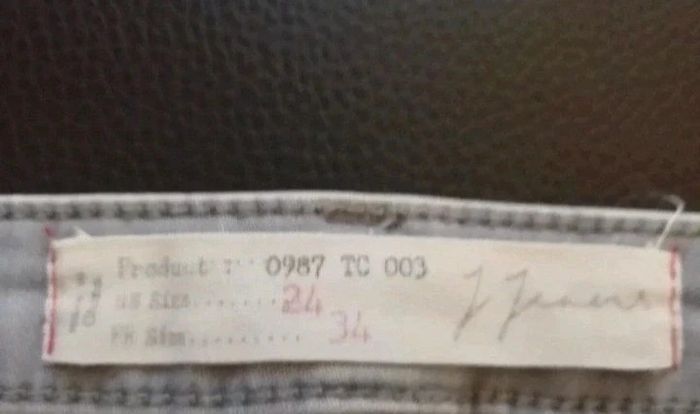 Product : 0987 TC 003
US Size........24
FR Size.......... 34